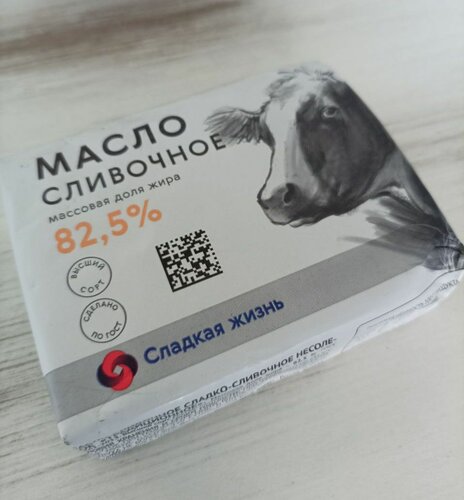 МАСЛО
СЛИВОЧНОЕ
массовая доля жира
82,5%
ВЫСШИЙ
СОРТ
СДЕЛАНО
ПО ГОСТ
Сладкая жизнь
СЛАДКО-СЛИВОЧНОЕ НЕСОЛЕ-